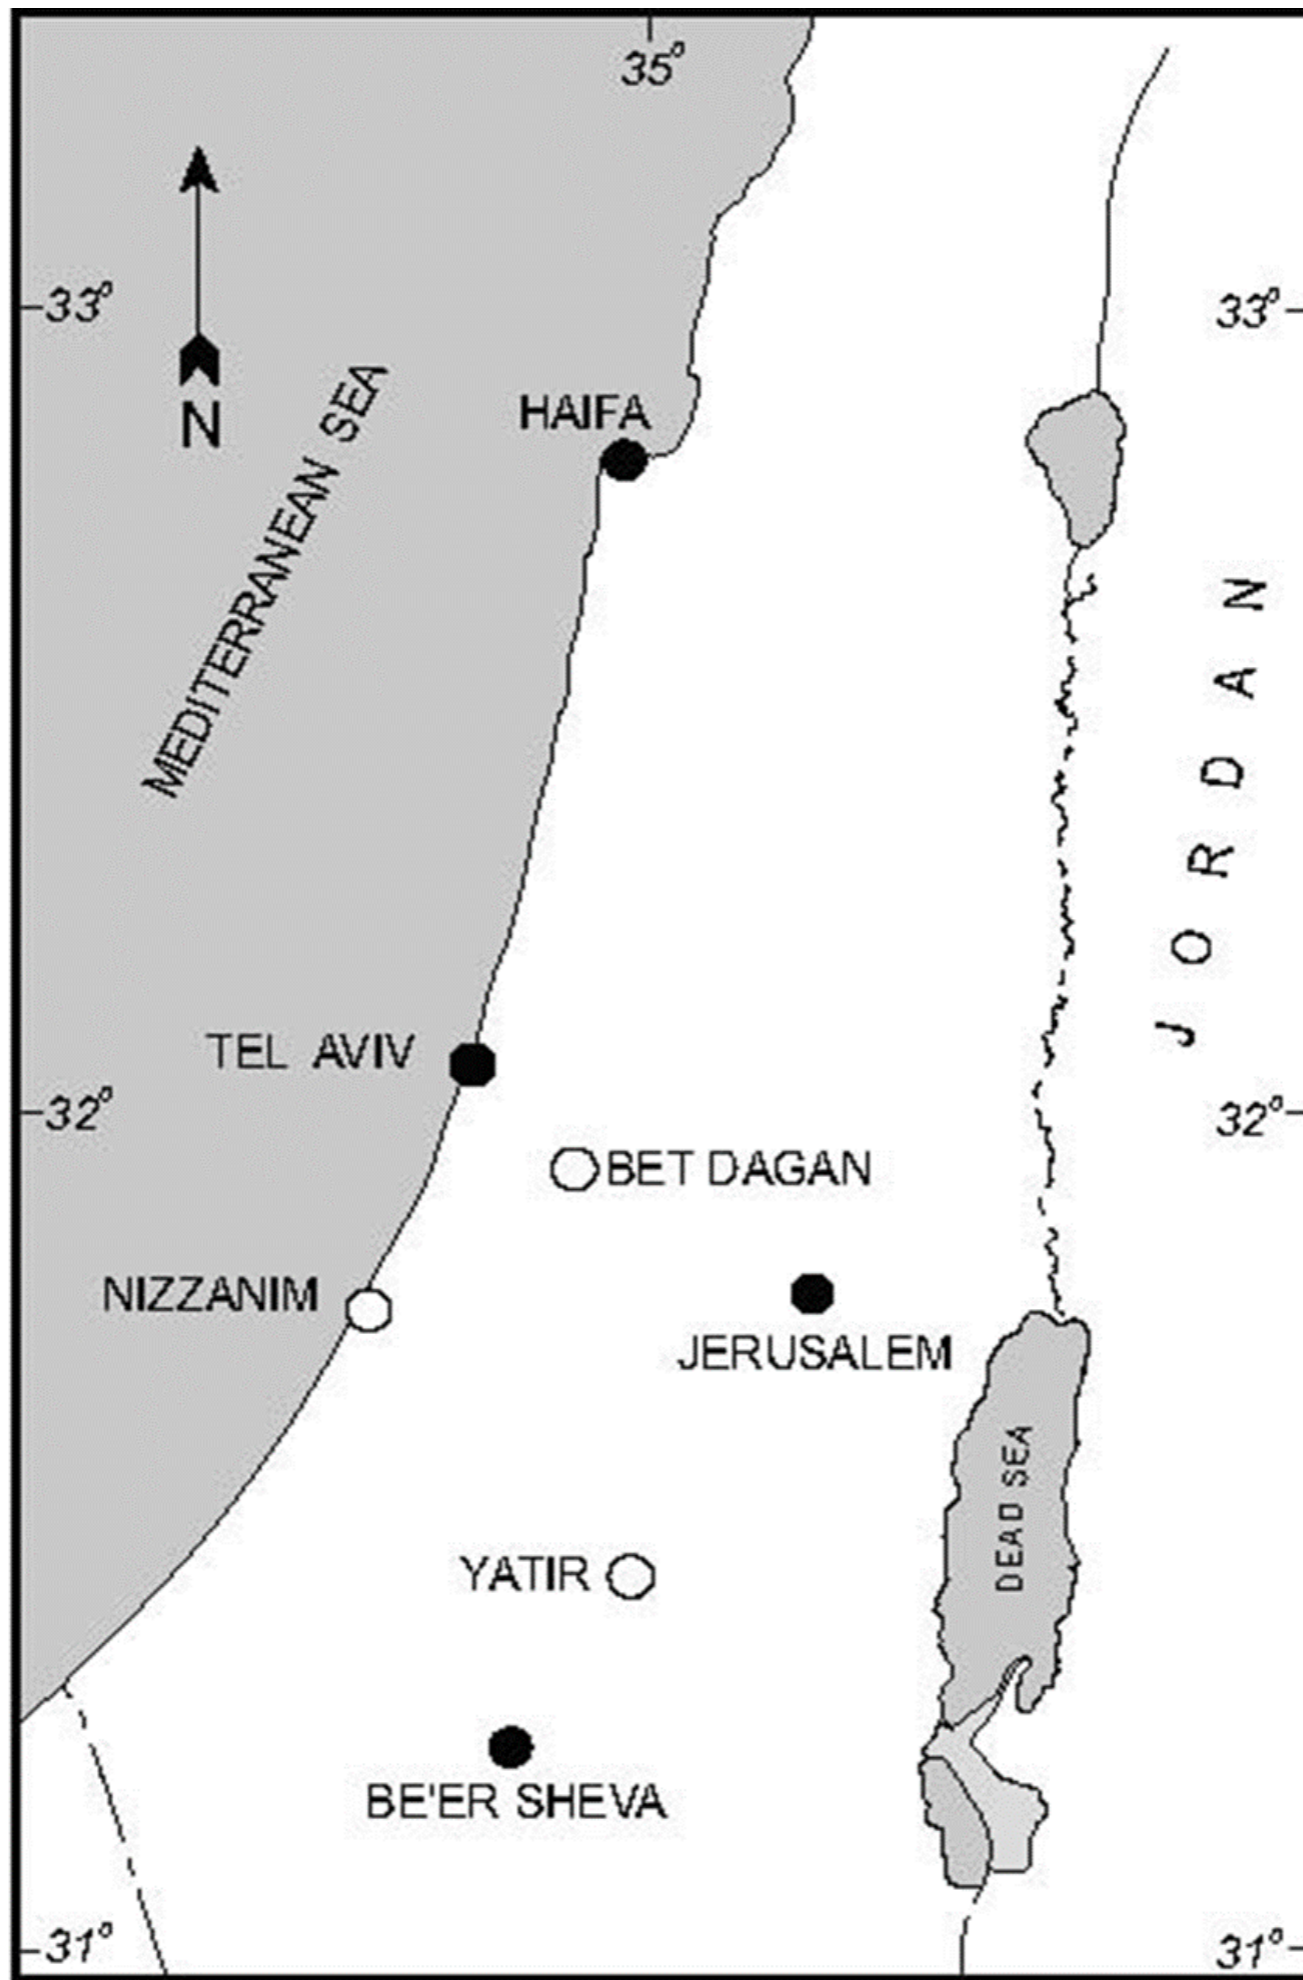 35°
33°
33°
N
MEDITERRANEAN SEA
HAIFA
JORDAN
TEL AVIV
32°
32°
BET DAGAN
NIZZANIM
JERUSALEM
DEAD SEA
YATIR
BE'ER SHEVA
31°
31°